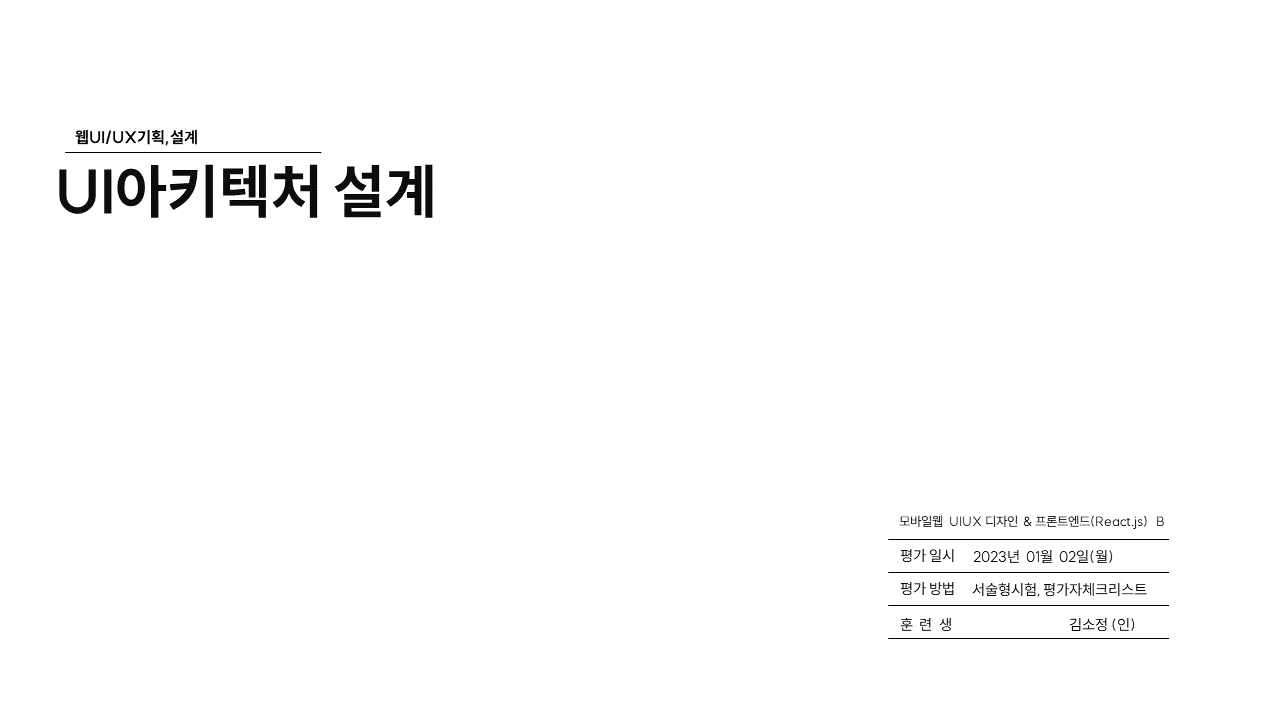 웹UI/UX기획,설계
UI아키텍처 설계
모바일웹 UIUX 디자인 & 프론트엔드(React.js) B
평가 일시 2023년 01월 02일(월)
평가 방법 서술형시험, 평가자체크리스트
훈 련 생 김소정 (인)